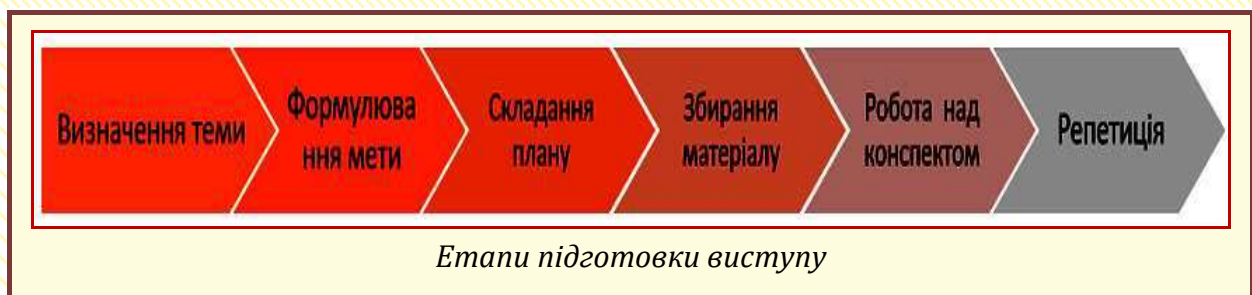 Визначення теми
Формулюва
ння мети
Складання
плану
Збирання
матеріалу
Робота над
конспектом
Репетиція
Етапи підготовки виступу